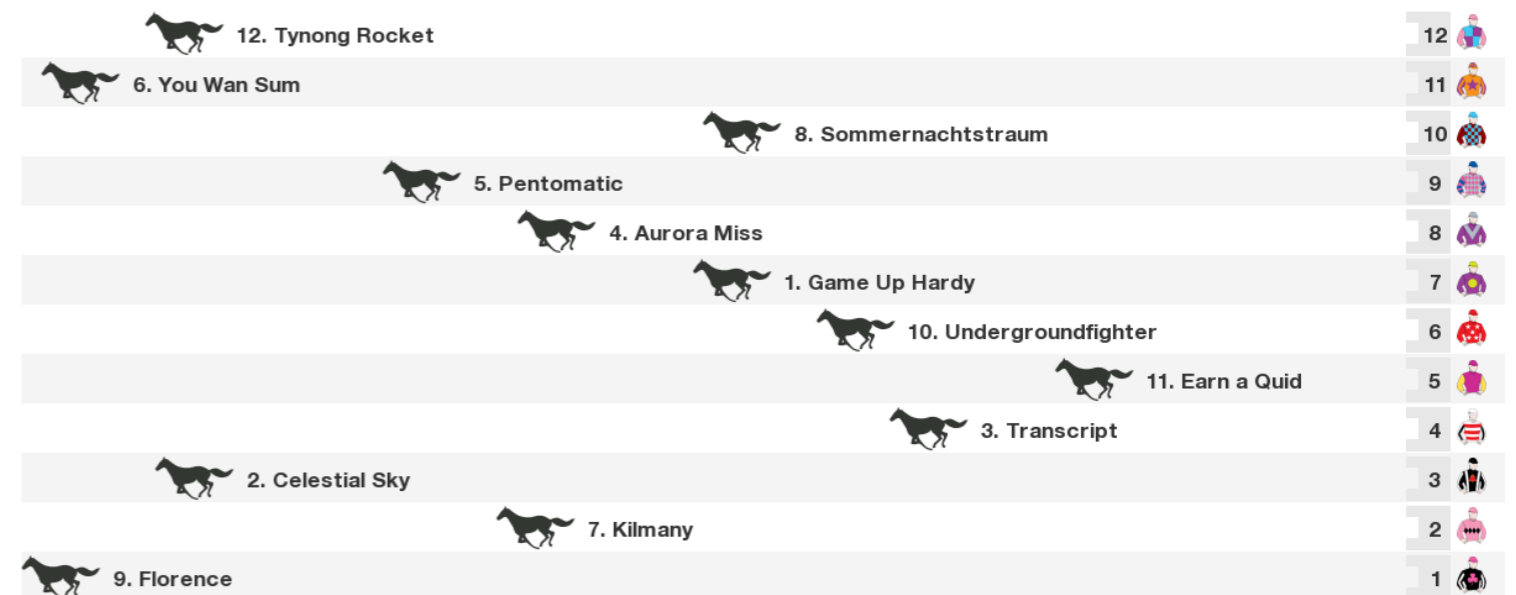 12. Tynong Rocket 12
6. You Wan Sum 11
8. Sommernachtstraum 10
5. Pentomatic 9
4. Aurora Miss 8
1. Game Up Hardy 7
10. Undergroundfighter 6
11. Earn a Quid 5
3. Transcript 4
2. Celestial Sky 3
7. Kilmany 2
9. Florence 1